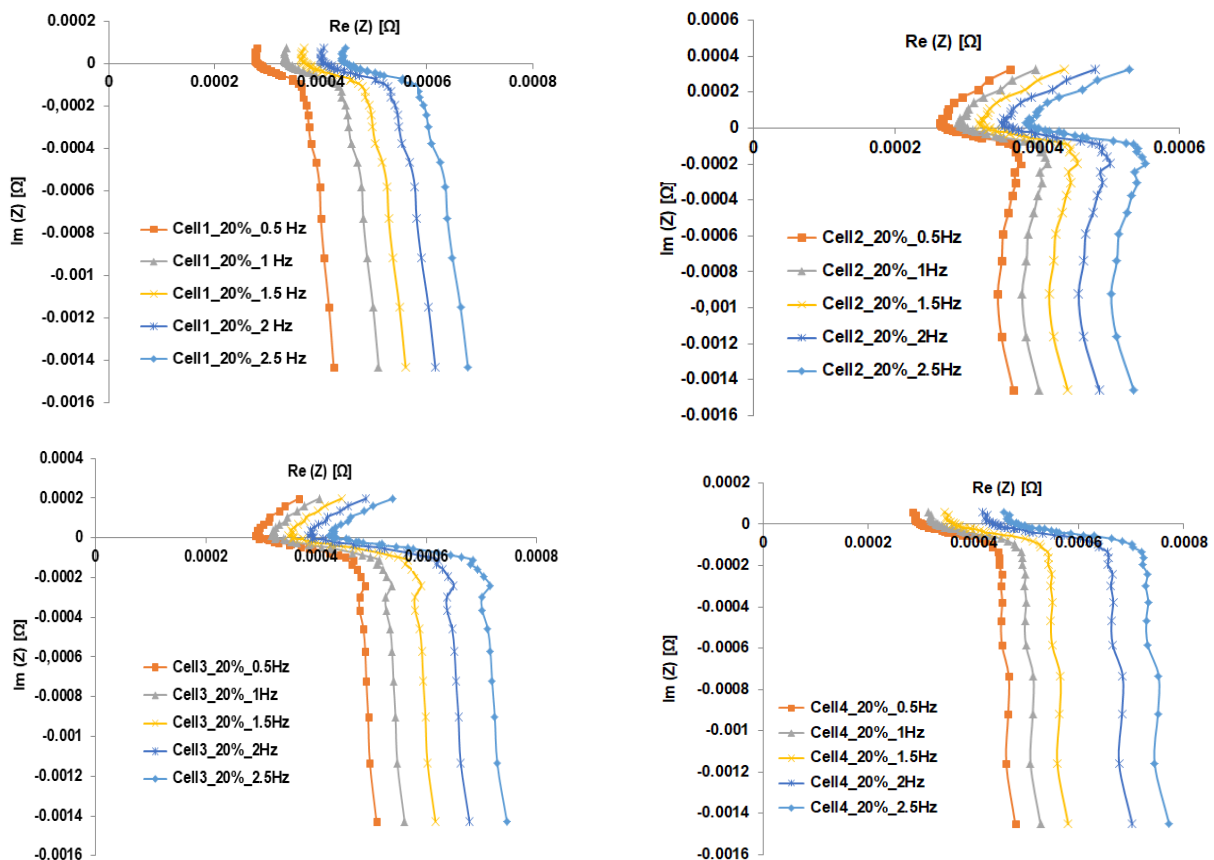 Re (Z) [Ω]
0.0002
0
0 0.0002 0.0004 0.0006 0.0008
-0,0002
-0.0004
-0.0006
-0.0008
-0.001
-0.0012
-0.0014
-0.0016
Im (Z) [Ω]
Cell1_20%_0.5 Hz
Cell1_20%_1 Hz
Cell1_20%_1.5 Hz
Cell1_20%_2 Hz
Cell1_20%_2.5 Hz
0.0006
0.0004
Re (Z) [Ω]
0.0002
0
0 0.0002 0.0004 0.0006
-0.0002
-0.0004
-0.0006
-0.0008
-0,001
-0.0012
-0.0014
-0.0016
Im (Z) [Ω]
Cell2_20%_0.5Hz
Cell2_20%_1Hz
Cell2_20%_1.5Hz
Cell2_20%_2Hz
Cell2_20%_2.5Hz
0.0004
Re (Z) [Ω]
0.0002
0
0 0.0002 0.0004 0.0006 0.0008
-0.0002
-0.0004
-0,0006
-0.0008
-0.001
-0.0012
-0.0014
-0.0016
Im (Z) [Ω]
Cell3_20%_0.5Hz
Cell3_20%_1Hz
Cell3_20%_1.5Hz
Cell3_20%_2Hz
Cell3_20%_2.5Hz
0.0002
Re (Z) [Ω]
0
0 0.0002 0.0004 0.0006 0.0008
-0.0002
-0.0004
-0,0006
-0.0008
-0.001
-0.0012
-0.0014
-0.0016
Im (Z) [Ω]
Cell4_20%_0.5Hz
Cell4_20%_1Hz
Cell4_20%_1.5Hz
Cell4_20%_2Hz
Cell4_20%_2.5Hz